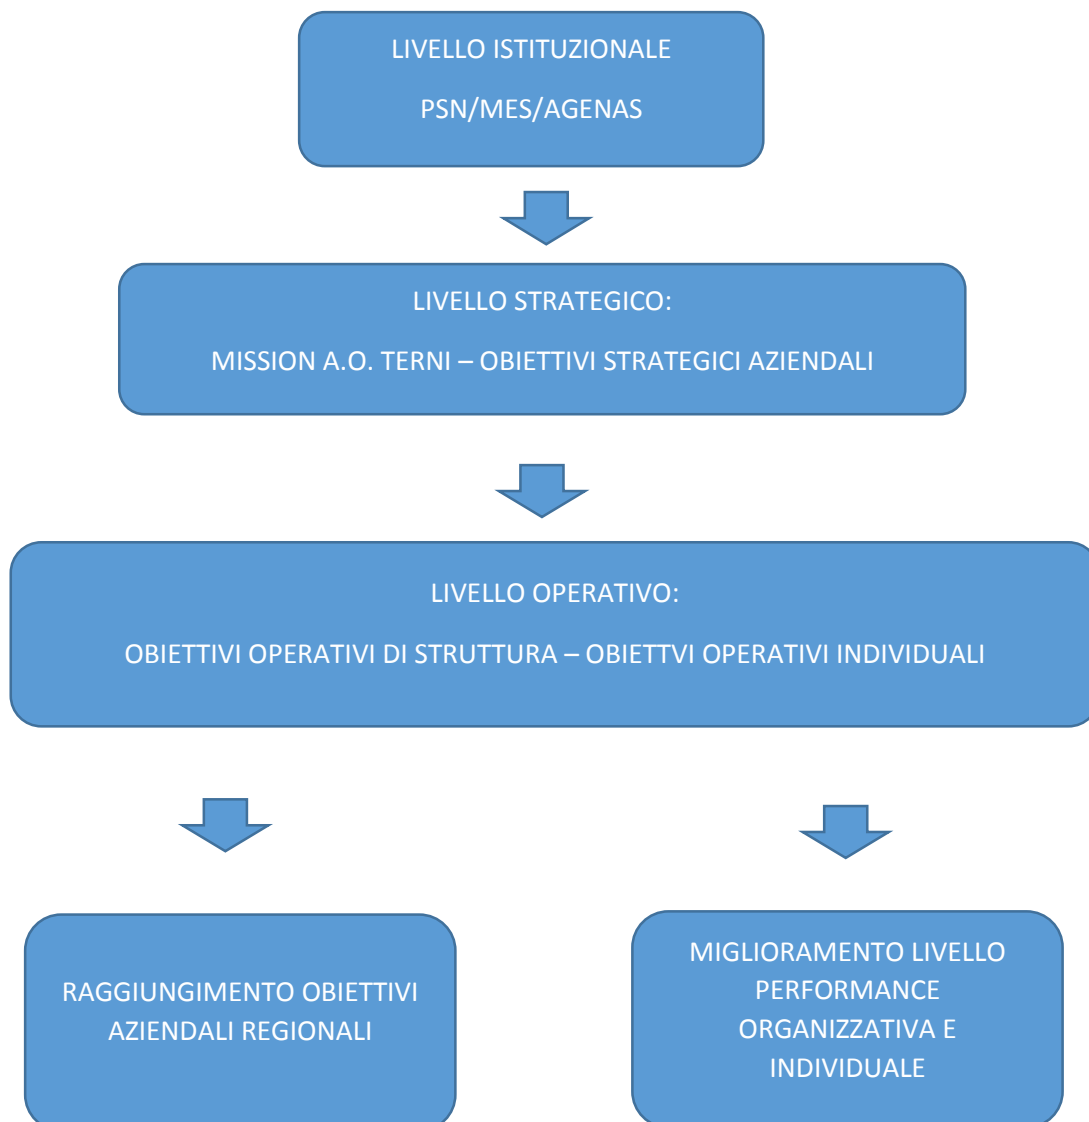 LIVELLO ISTITUZIONALE
PSN/MES/AGENAS
LIVELLO STRATEGICO:
MISSION A.O. TERNI – OBIETTIVI STRATEGICI AZIENDALI
LIVELLO OPERATIVO:
OBIETTIVI OPERATIVI DI STRUTTURA – OBIETTVI OPERATIVI INDIVIDUALI
RAGGIUNGIMENTO OBIETTIVI
AZIENDALI REGIONALI
MIGLIORAMENTO LIVELLO
PERFORMANCE
ORGANIZZATIVA E
INDIVIDUALE